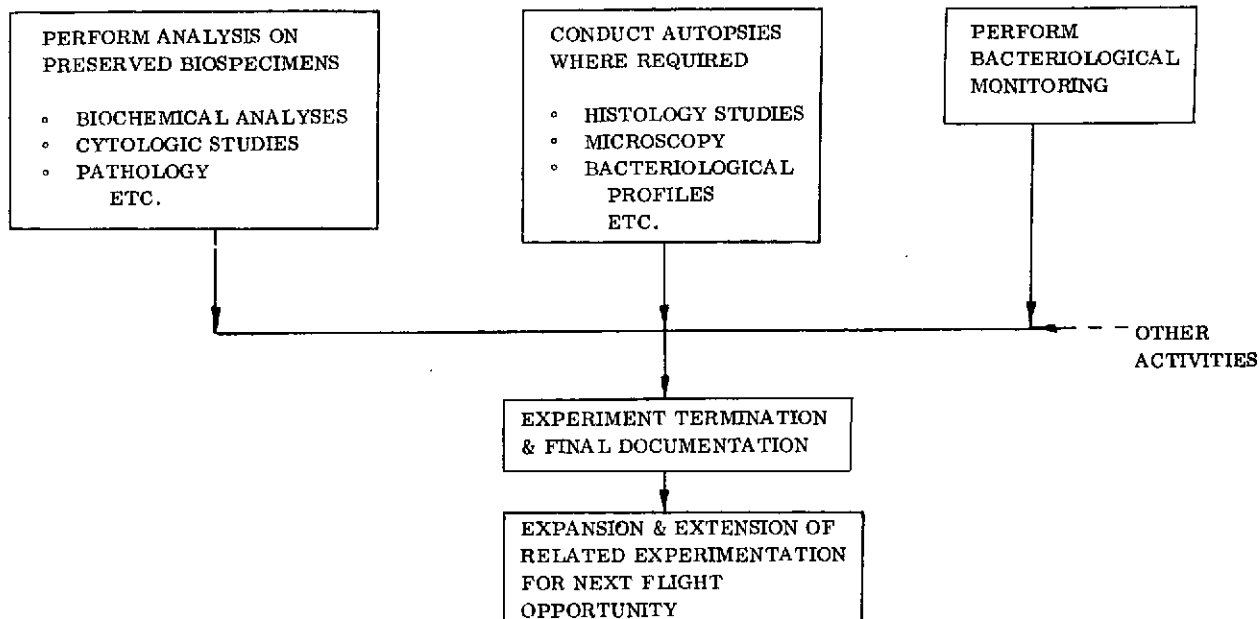 PERFORM ANALYSIS ON
PRESERVED BIOSPECIMENS
° BIOCHEMICAL ANALYSES
° CYTOLOGIC STUDIES
° PATHOLOGY
ETC.
CONDUCT AUTOPSIES
WHERE REQUIRED
° HISTOLOGY STUDIES
° MICROSCOPY
° BACTERIOLOGICAL
PROFILES
ETC.
PERFORM
BACTERIOLOGICAL
MONITORING
OTHER
ACTIVITIES
EXPERIMENT TERMINATION
& FINAL DOCUMENTATION
EXPANSION & EXTENSION OF
RELATED EXPERIMENTATION
FOR NEXT FLIGHT
OPPORTUNITY